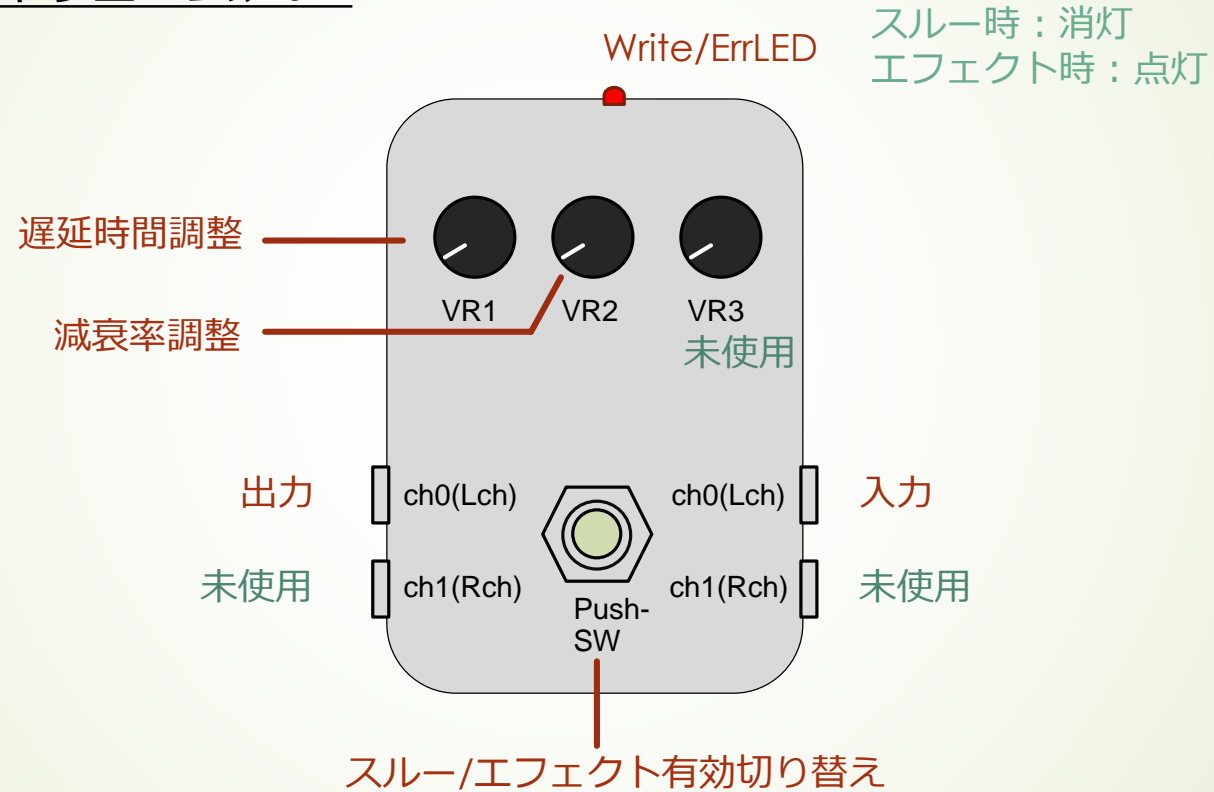 Write/ErrLED
スルー時：消灯
エフェクト時：点灯
遅延時間調整
減衰率調整
VR1
VR2
VR3
未使用
出力
ch0(Lch)
ch0(Lch)
入力
未使用
ch1(Rch)
ch1(Rch)
未使用
Push-
SW
スルー/エフェクト有効切り替え